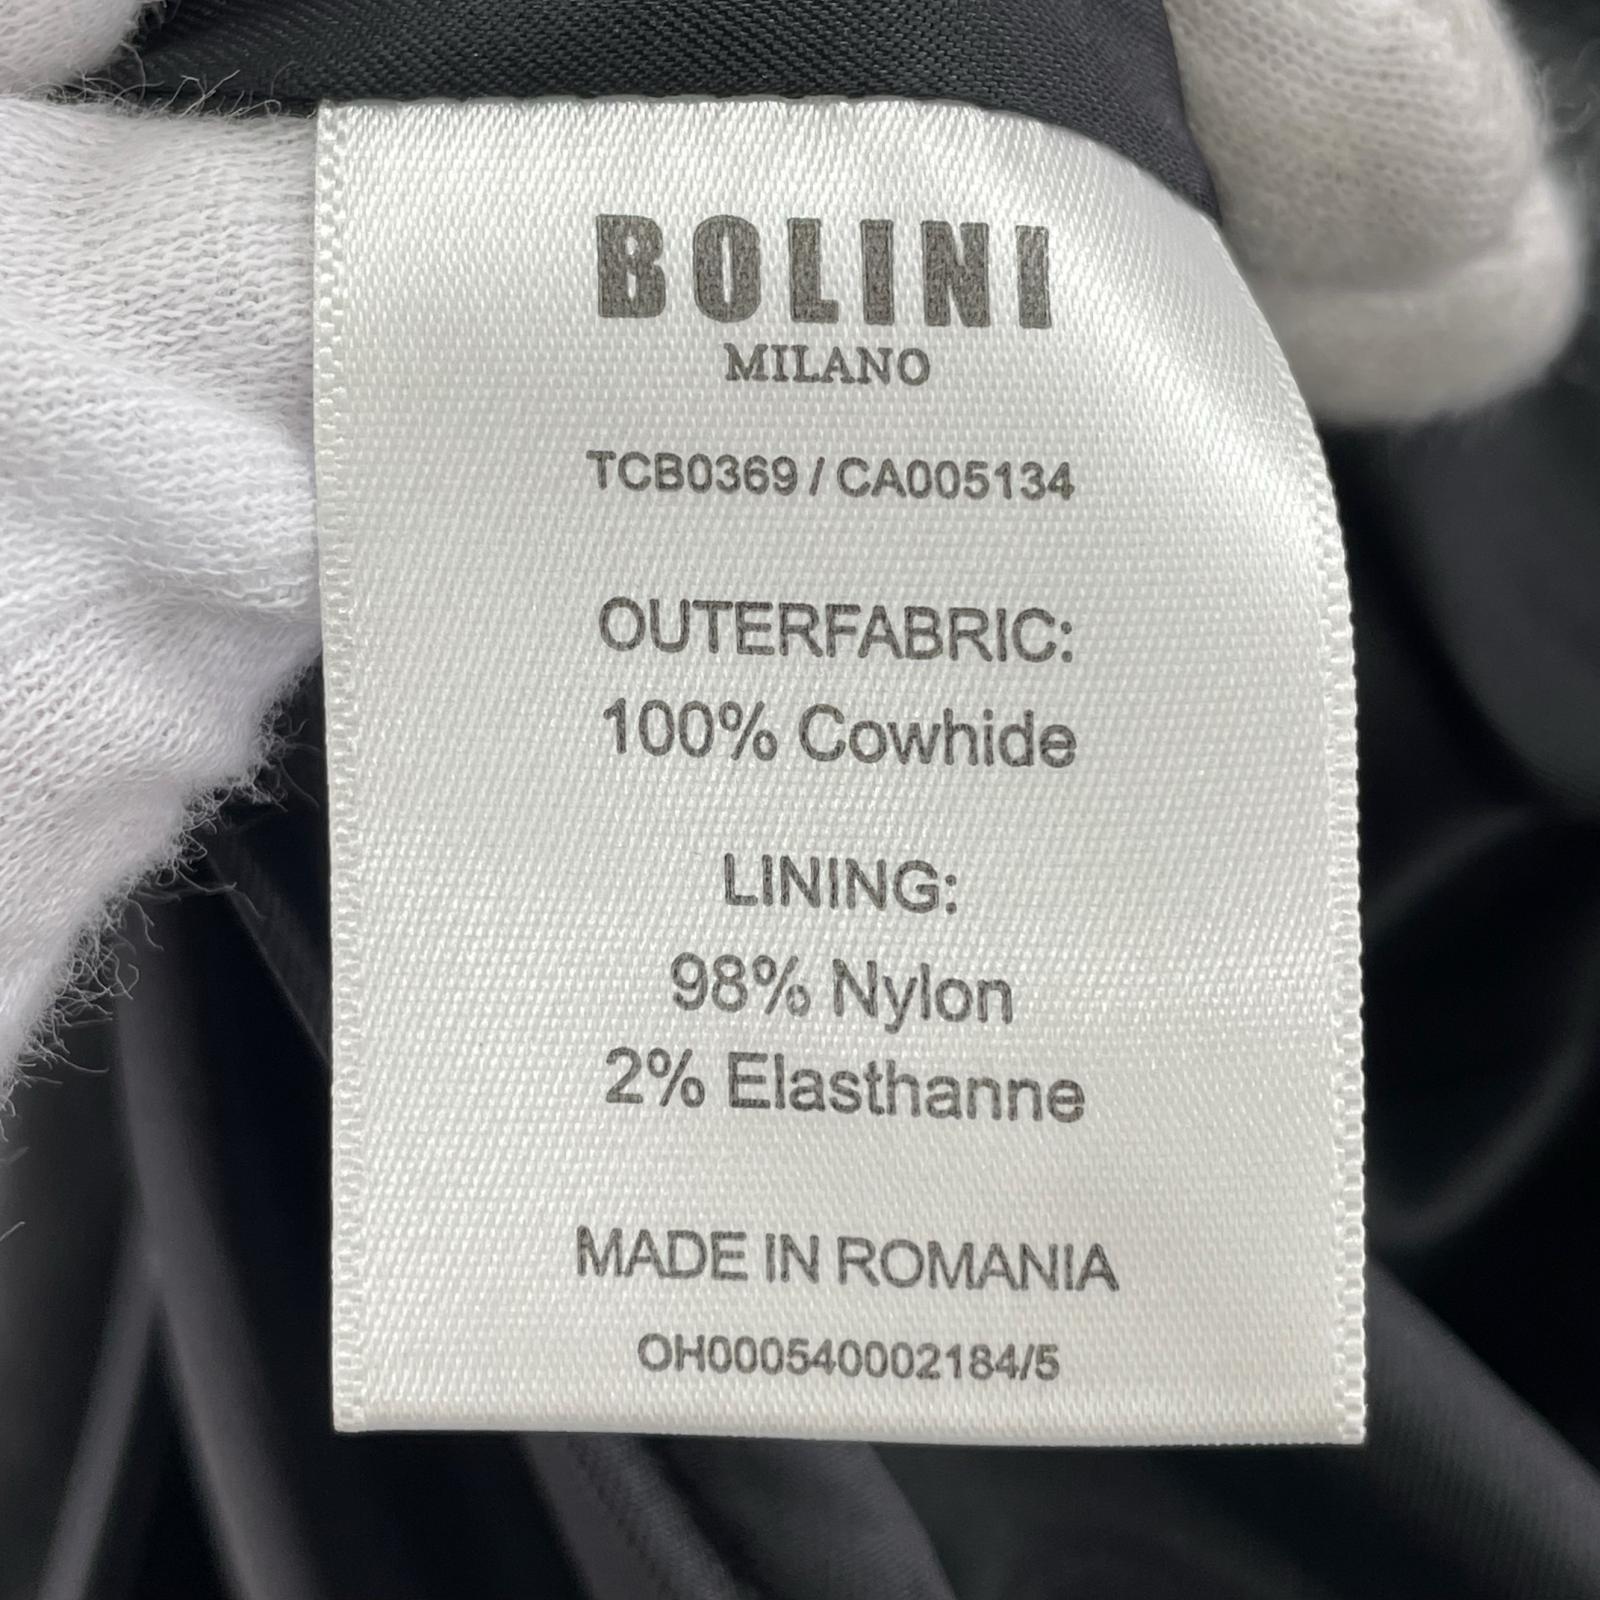 BOLINI
MILANO
TCB0369 / CA005134
OUTERFABRIC:
100% Cowhide
LINING:
98% Nylon
2% Elasthanne
MADE IN ROMANIA
OH000540002184/5